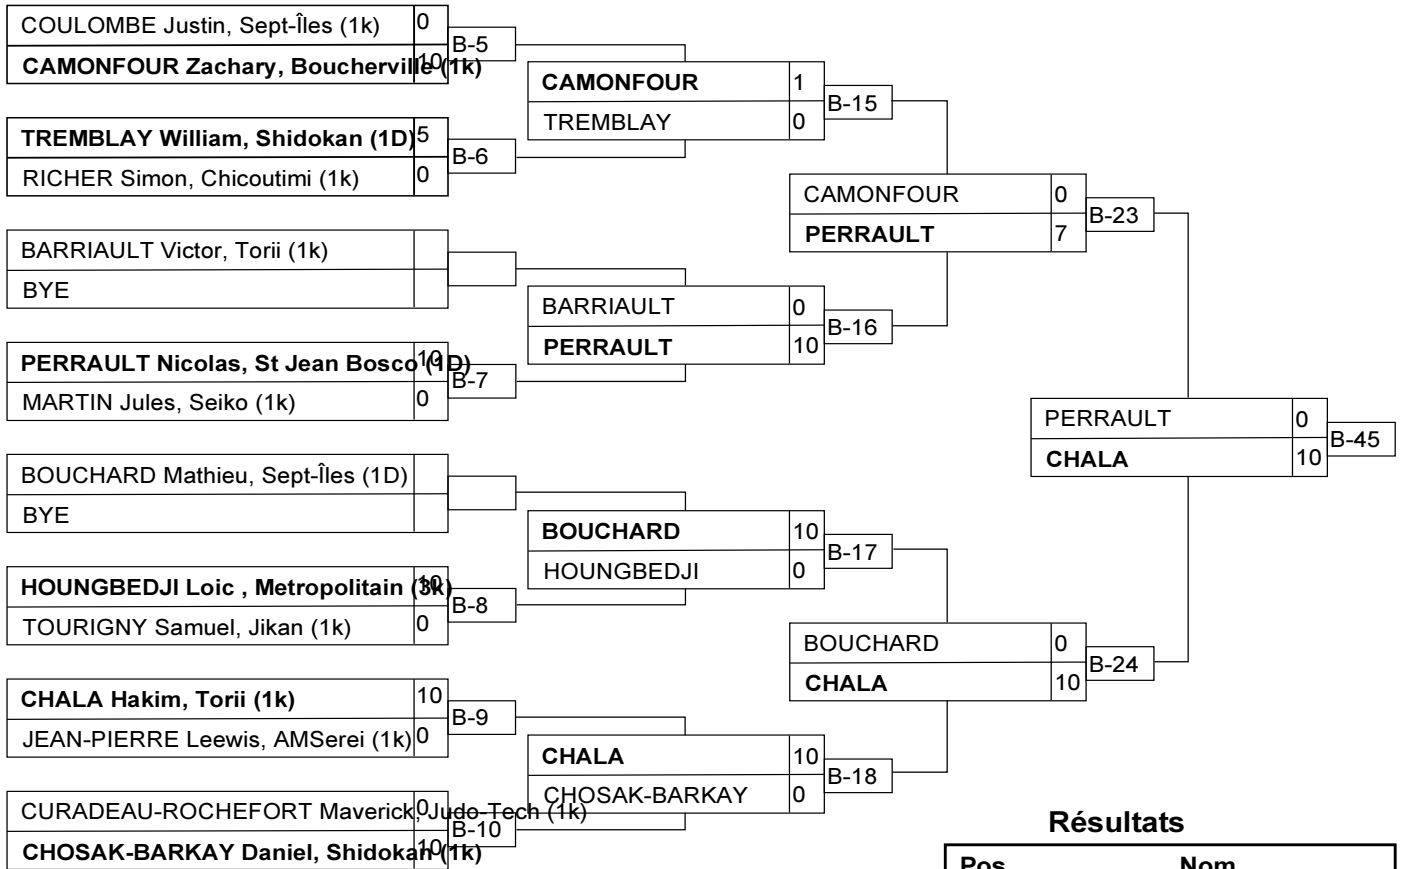 COULOMBE Justin, Sept-Îles (1k) 0
B-5
CAMONFOUR Zachary, Boucherville (1k) 10
CAMONFOUR 1
B-15
TREMBLAY 0
TREMBLAY William, Shidokan (1D) 5
B-6
RICHER Simon, Chicoutimi (1k) 0
CAMONFOUR 0
B-23
PERRAULT 7
BARRIAULT Victor, Torii (1k)
BYE
BARRIAULT 0
B-16
PERRAULT 10
PERRAULT Nicolas, St Jean Bosco (1D) 10
B-7
MARTIN Jules, Seiko (1k) 0
PERRAULT 0
B-45
CHALA 10
BOUCHARD Mathieu, Sept-Îles (1D)
BYE
BOUCHARD 10
B-17
HOUNGBEDJI 0
HOUNGBEDJI Loic , Metropolitain (3k) 10
B-8
TOURIGNY Samuel, Jikan (1k) 0
BOUCHARD 0
B-24
CHALA 10
CHALA Hakim, Torii (1k) 10
B-9
JEAN-PIERRE Leewis, AMSerei (1k) 0
CHALA 10
B-18
CHOSAK-BARKAY 0
CURADEAU-ROCHEFORT Maverick, Judo-Tech (1k) 0
B-10
CHOSAK-BARKAY Daniel, Shidokan (1k) 10
Résultats
Pos Nom